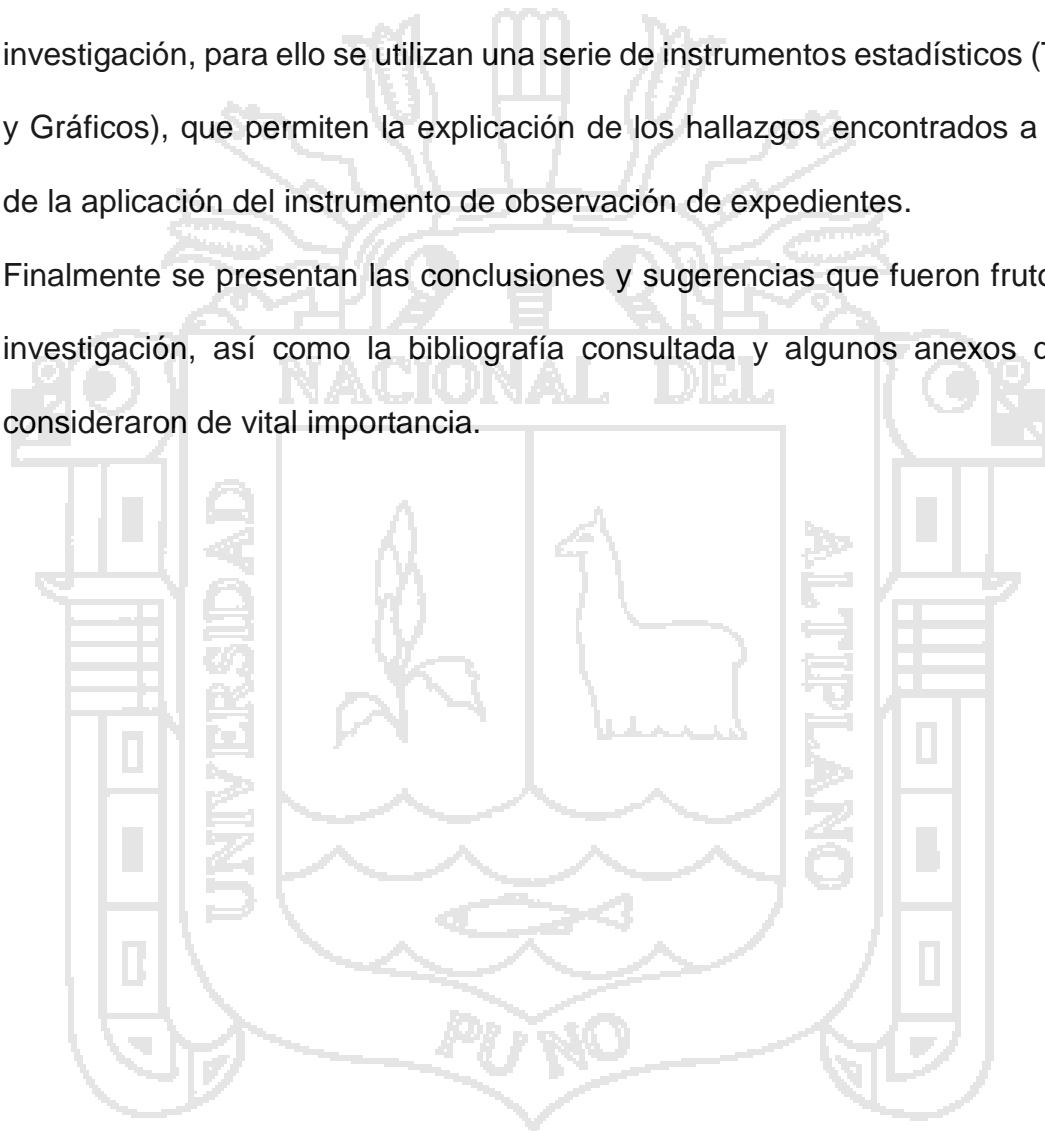 investigación, para ello se utilizan una serie de instrumentos estadísticos (
y Gráficos), que permiten la explicación de los hallazgos encontrados a
de la aplicación del instrumento de observación de expedientes.
Finalmente se presentan las conclusiones y sugerencias que fueron fruto
investigación, así como la bibliografía consultada y algunos anexos
consideraron de vital importancia.
NACIONAL DEL
UNIVERSIDAD
ALTIPLANO
PUNO